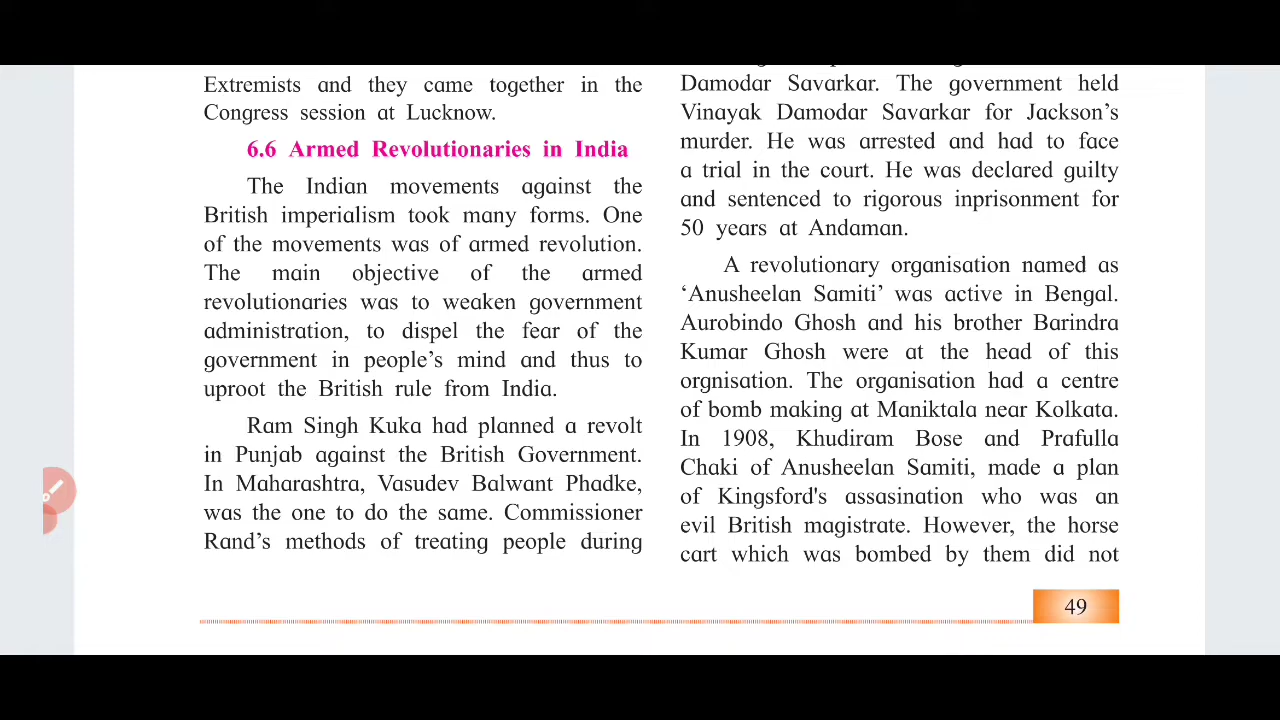 Extremists and they came together in the
Congress session at Lucknow.
6.6 Armed Revolutionaries in India
The Indian movements against the
British imperialism took many forms. One
of the movements was of armed revolution.
The main objective of the armed
revolutionaries was to weaken government
administration, to dispel the fear of the
government in people's mind and thus to
uproot the British rule from India.
Ram Singh Kuka had planned a revolt
in Punjab against the British Government.
In Maharashtra, Vasudev Balwant Phadke,
was the one to do the same. Commissioner
Rand's methods of treating people during
Damodar Savarkar. The government held
Vinayak Damodar Savarkar for Jackson's
murder. He was arrested and had to face
a trial in the court. He was declared guilty
and sentenced to rigorous inprisonment for
50 years at Andaman.
A revolutionary organisation named as
‘Anusheelan Samiti’ was active in Bengal.
Aurobindo Ghosh and his brother Barindra
Kumar Ghosh were at the head of this
orgnisation. The organisation had a centre
of bomb making at Maniktala near Kolkata.
In 1908, Khudiram Bose and Prafulla
Chaki of Anusheelan Samiti, made a plan
of Kingsford's assasination who was an
evil British magistrate. However, the horse
cart which was bombed by them did not
49